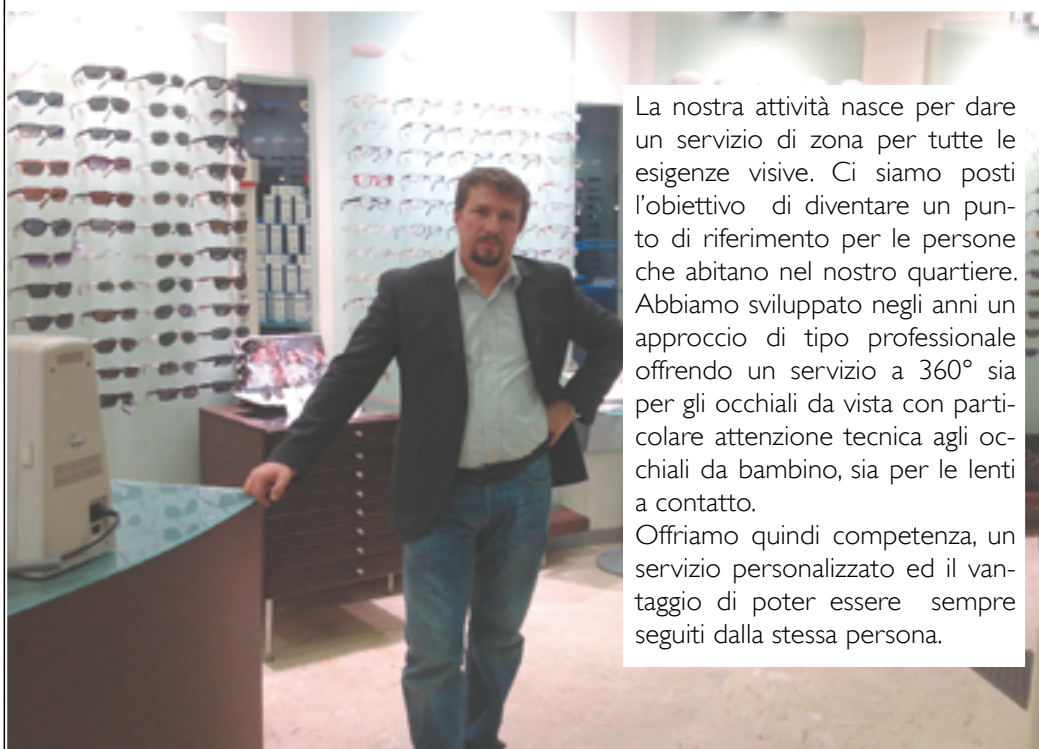 La nostra attività nasce per dare
un servizio di zona per tutte le
esigenze visive. Ci siamo posti
l'obiettivo di diventare un pun-
to di riferimento per le persone
che abitano nel nostro quartiere.
Abbiamo sviluppato negli anni un
approccio di tipo professionale
offrendo un servizio a 360° sia
per gli occhiali da vista con parti-
colare attenzione tecnica agli oc-
chiali da bambino, sia per le lenti
a contatto.
Offriamo quindi competenza, un
servizio personalizzato ed il van-
taggio di poter essere sempre
seguiti dalla stessa persona.